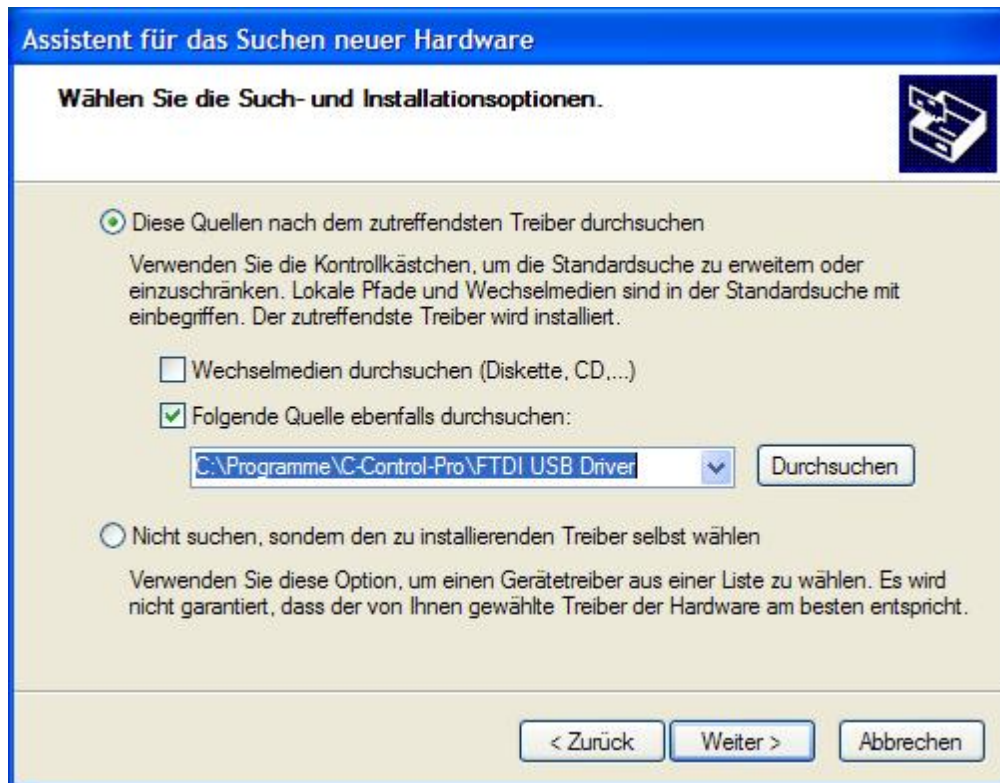 Assistent für das Suchen neuer Hardware
Wählen Sie die Such- und Installationsoptionen.
Diese Quellen nach dem zutreffendsten Treiber durchsuchen
Verwenden Sie die Kontrollkästchen, um die Standardsuche zu erweitern oder
einzuschränken. Lokale Pfade und Wechselmedien sind in der Standardsuche mit
einbegriffen. Der zutreffendste Treiber wird installiert.
Wechselmedien durchsuchen (Diskette, CD,...)
Folgende Quelle ebenfalls durchsuchen:
C:\Programme\C-Control-Pro\FTDI USB Driver
Durchsuchen
Nicht suchen, sondern den zu installierenden Treiber selbst wählen
Verwenden Sie diese Option, um einen Gerätetreiber aus einer Liste zu wählen. Es wird
nicht garantiert, dass der von Ihnen gewählte Treiber der Hardware am besten entspricht.
< Zurück
Weiter >
Abbrechen